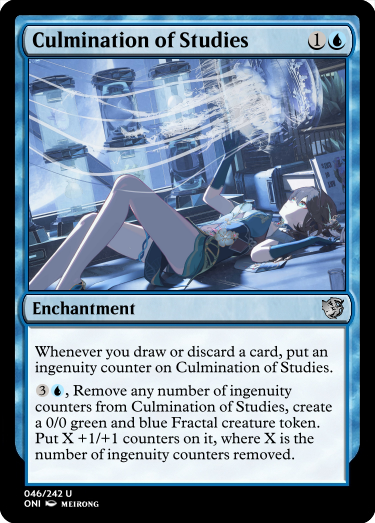 Culmination of Studies 1
Enchantment
Whenever you draw or discard a card, put an
ingenuity counter on Culmination of Studies.
3 , Remove any number of ingenuity
counters from Culmination of Studies, create
a 0/0 green and blue Fractal creature token.
Put X +1/+1 counters on it, where X is the
number of ingenuity counters removed.
046/242 U
ONI MEIRONG